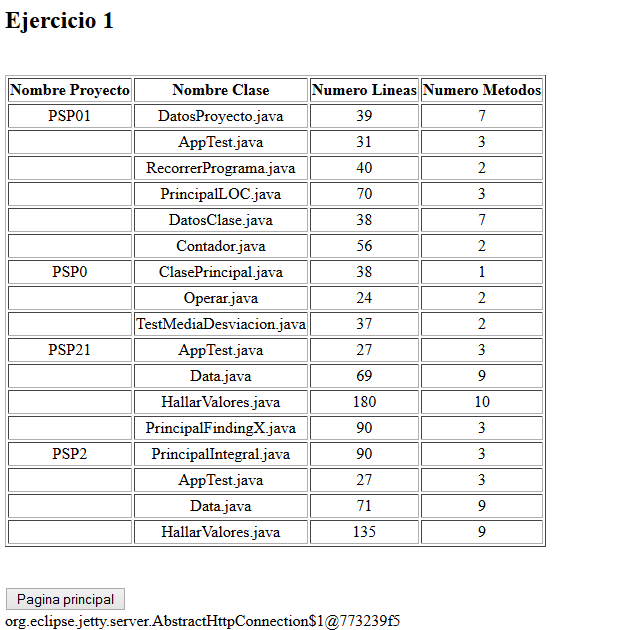 Ejercicio 1
Nombre Proyecto Nombre Clase Numero Lineas Numero Metodos
PSP01 DatosProyecto.java 39 7
AppTest.java 31 3
RecorrerPrograma.java 40 2
PrincipalLOC.java 70 3
DatosClase.java 38 7
Contador.java 56 2
PSP0 ClasePrincipal.java 38 1
Operar.java 24 2
TestMediaDesviacion.java 37 2
PSP21 AppTest.java 27 3
Data.java 69 9
HallarValores.java 180 10
PrincipalFindingX.java 90 3
PSP2 PrincipalIntegral.java 90 3
AppTest.java 27 3
Data.java 71 9
HallarValores.java 135 9
Pagina principal
org.eclipse.jetty.server.AbstractHttpConnection$1@773239f5